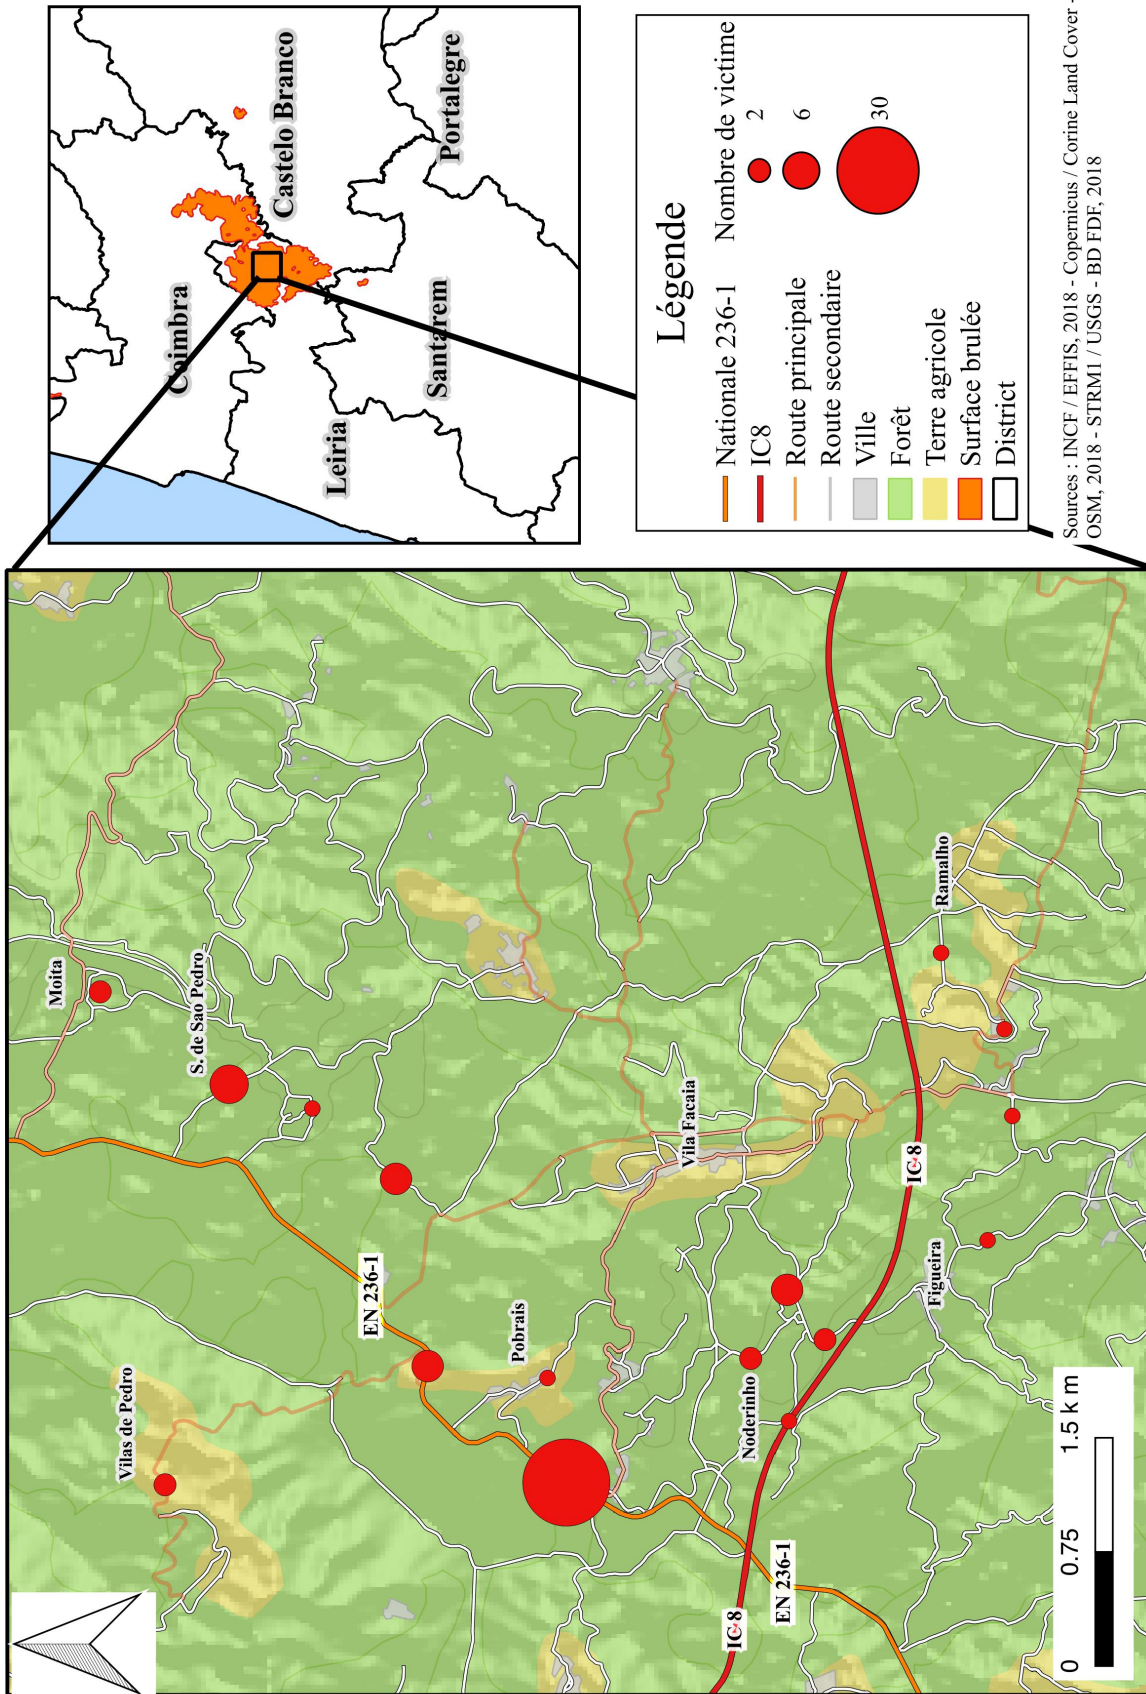 Moita
S. de Sao Pedro
Vilas de Pedro
EN 236-1
Pobrais
Vila Facaia
Noderinho
Ramalho
IC 8
Figueira
IC 8
EN 236-1
0 0.75 1.5 k m
Coimbra
Castelo Branco
Leiria
Santarem
Portalegre
Légende
Nationale 236-1
IC8
Route principale
Route secondaire
Ville
Forêt
Terre agricole
Surface brulée
District
Nombre de victime
2
6
30
Sources : INCF / EFFIS, 2018 - Copernicus / Corine Land Cover -
OSM, 2018 - STRM1 / USGS - BD FDF, 2018